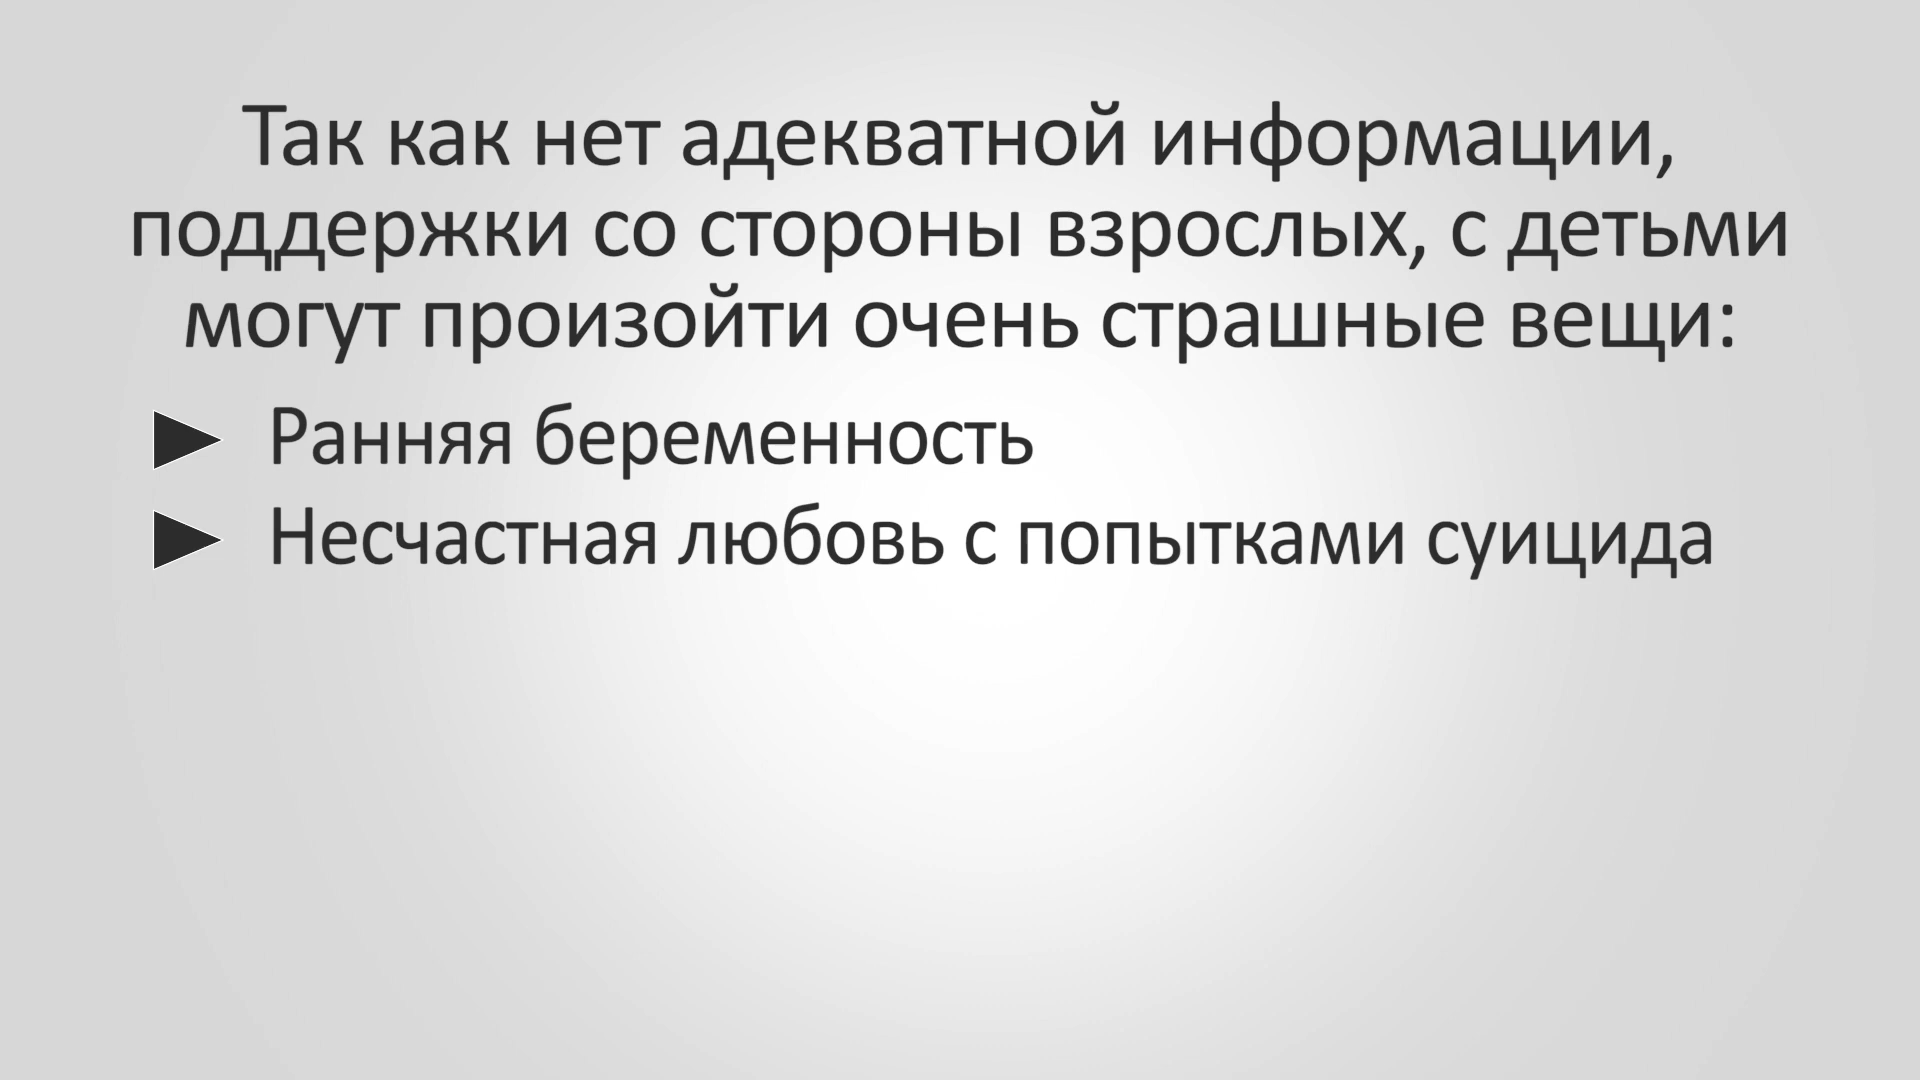 Так как нет адекватной информации,
поддержки со стороны взрослых, с детьми
могут произойти очень страшные вещи:
Ранняя беременность
Несчастная любовь с попытками суицида